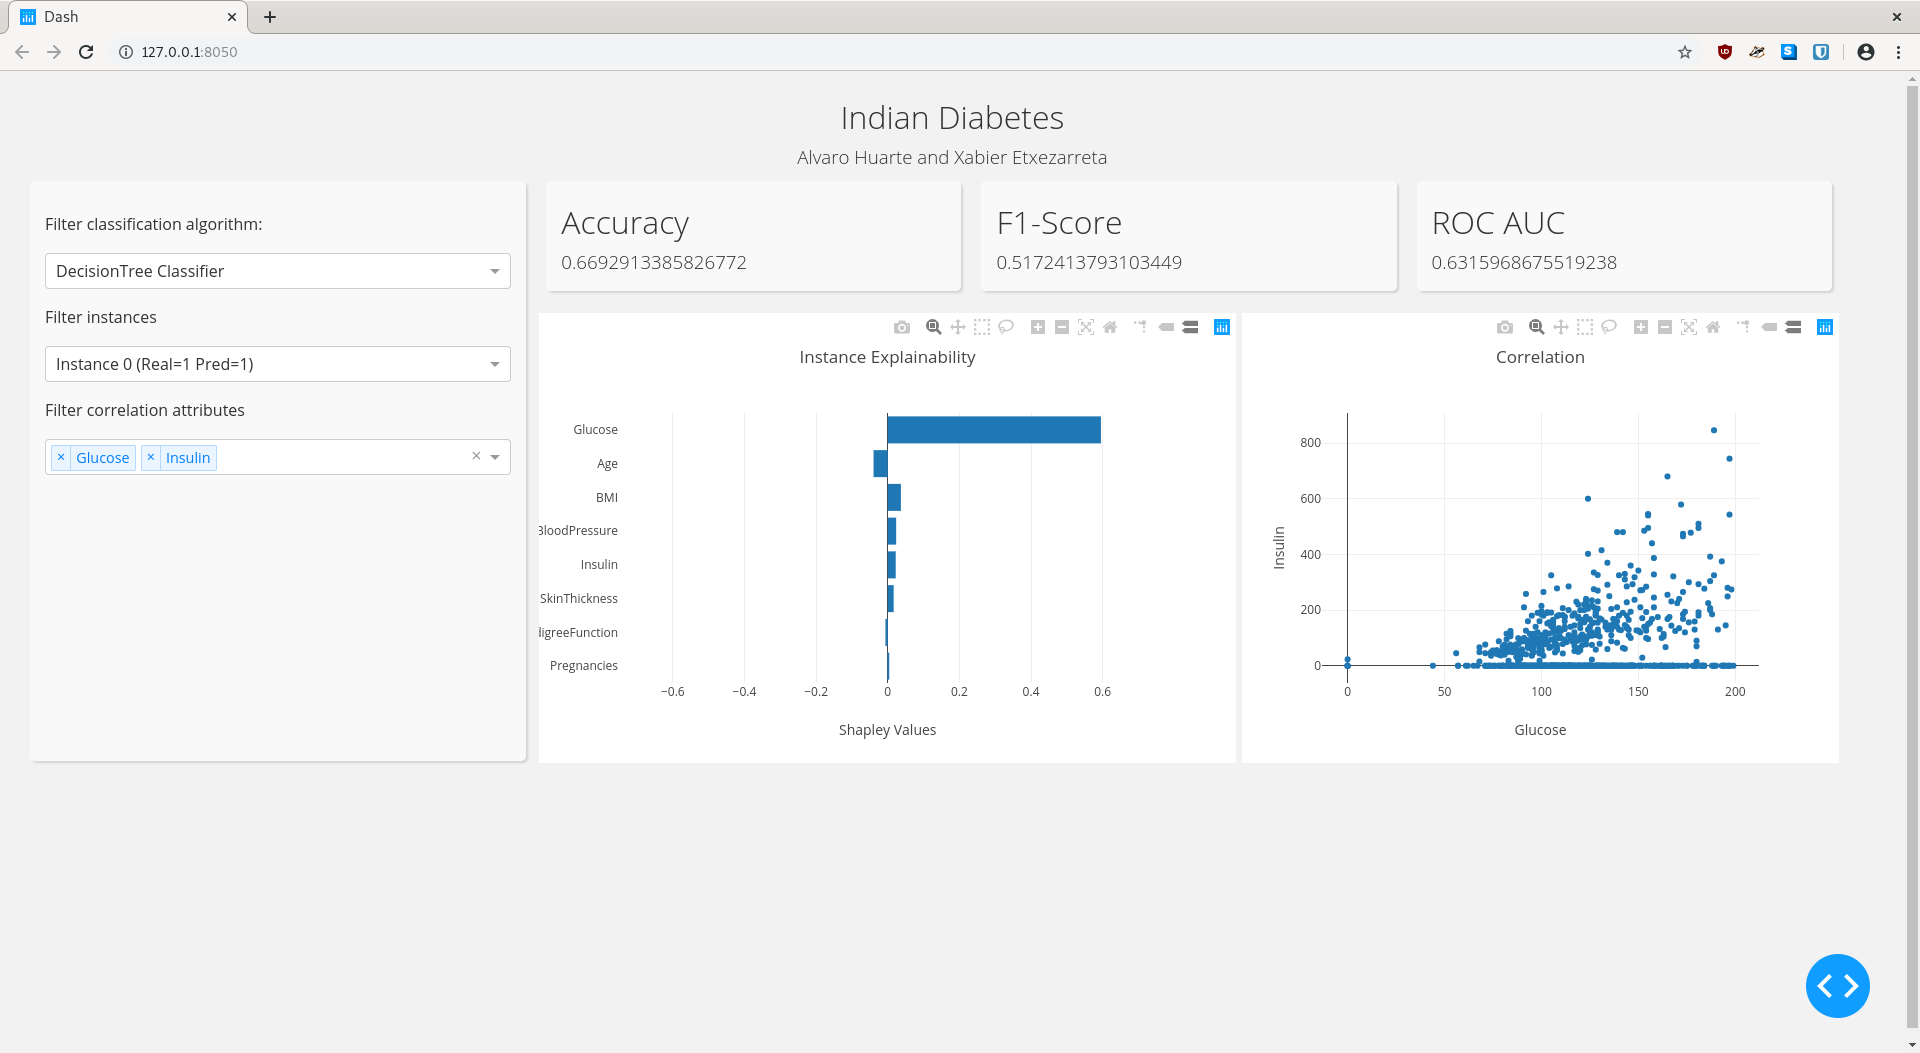 Dash
127.0.0.1:8050
Indian Diabetes
Alvaro Huarte and Xabier Etxezarreta
Filter classification algorithm:
DecisionTree Classifier
Filter instances
Instance 0 (Real=1 Pred=1)
Filter correlation attributes
× Glucose × Insulin ×
Accuracy
0.6692913385826772
F1-Score
0.5172413793103449
ROC AUC
0.6315968675519238
Instance Explainability
Glucose
Age
BMI
BloodPressure
Insulin
SkinThickness
digreeFunction
Pregnancies
−0.6 −0.4 −0.2 0 0.2 0.4 0.6
Shapley Values
Correlation
800
600
400
200
0
Insulin
0 50 100 150 200
Glucose